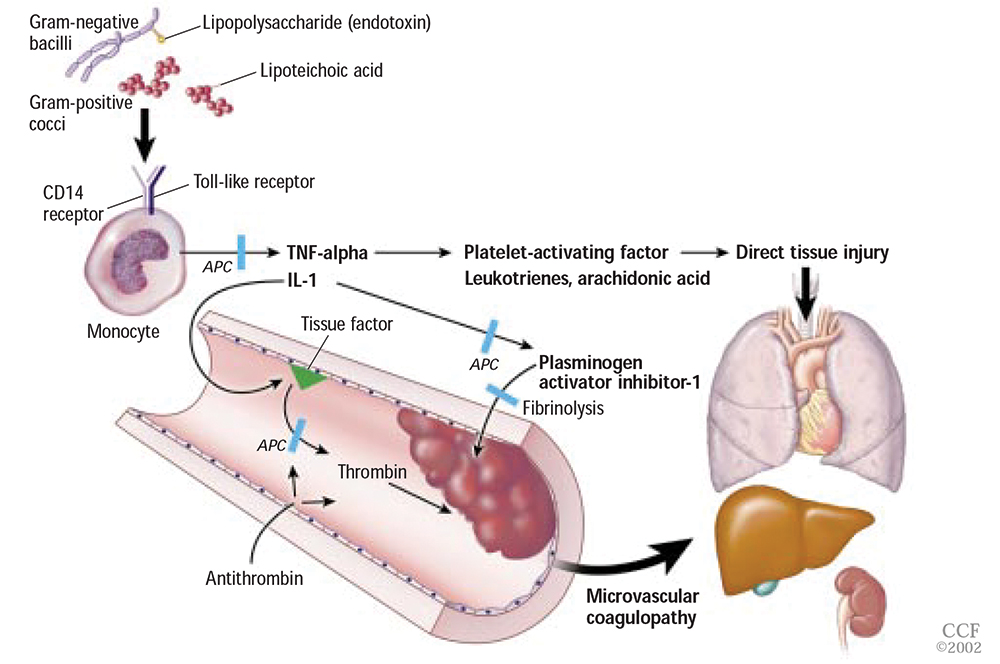 Gram-negative
bacilli
Lipopolysaccharide (endotoxin)
Lipoteichoic acid
Gram-positive
cocci
Toll-like receptor
CD14
receptor
APC
TNF-alpha
Platelet-activating factor
Direct tissue injury
IL-1
Leukotrienes, arachidonic acid
Monocyte
Tissue factor
APC
Plasminogen
activator inhibitor-1
Fibrinolysis
APC
Thrombin
Antithrombin
Microvascular
coagulopathy
CCF
©2002